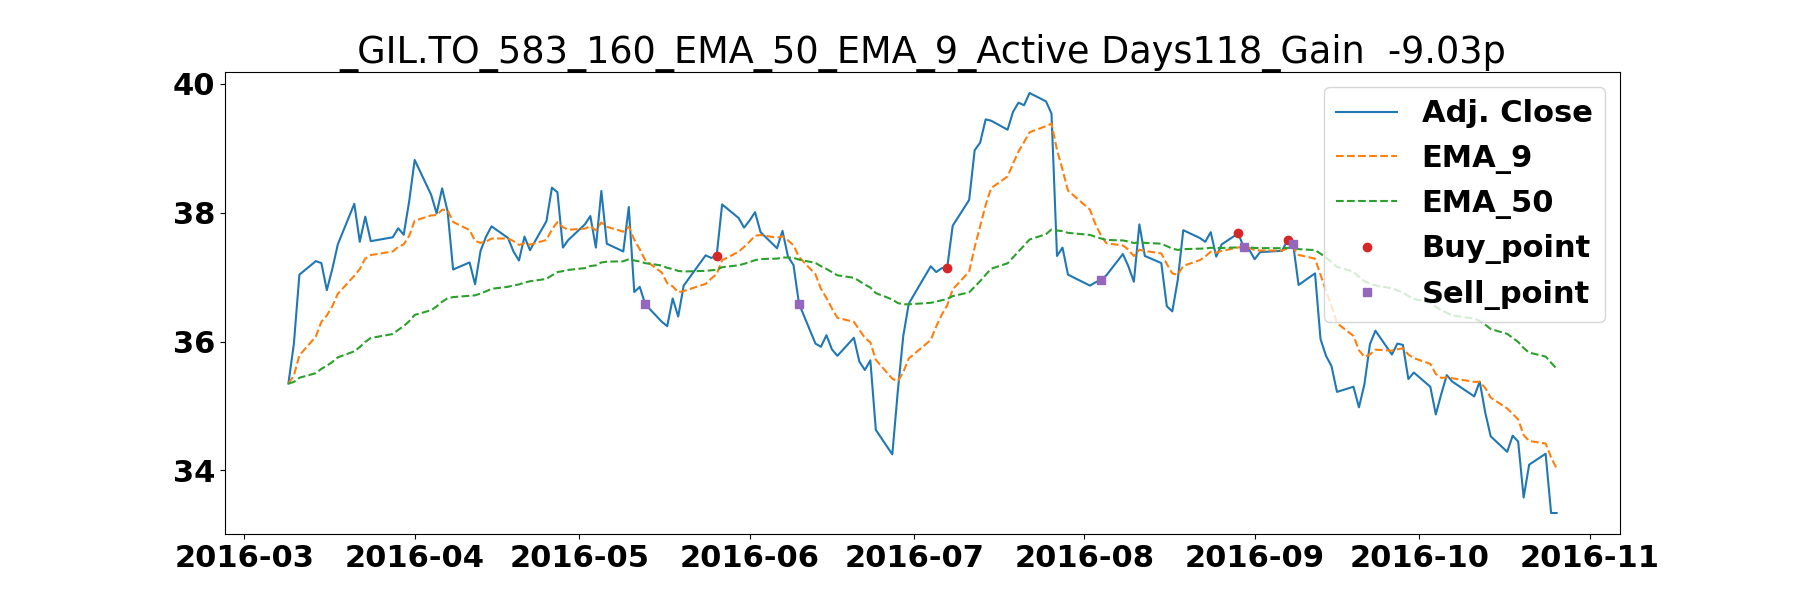 _GIL.TO_583_160_EMA_50_EMA_9_Active Days118_Gain  -9.03p
40
38
36
34
Adj. Close
EMA_9
EMA_50
Buy_point
Sell_point
2016-03 2016-04 2016-05 2016-06 2016-07 2016-08 2016-09 2016-10 2016-11